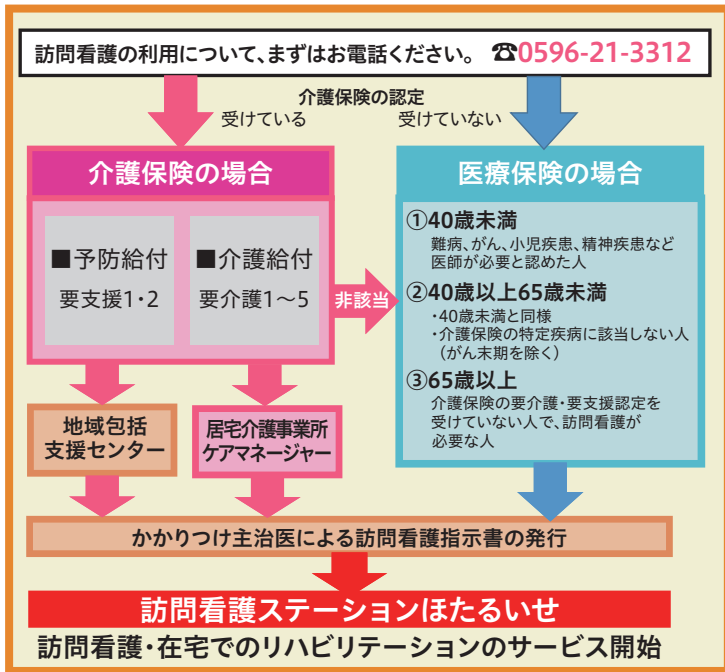 訪問看護の利用について、まずはお電話ください。 ☎0596-21-3312
介護保険の認定
受けている 受けていない
介護保険の場合
■予防給付
要支援1・2
■介護給付
要介護1〜5
非該当
医療保険の場合
①40歳未満
難病、がん、小児疾患、精神疾患など
医師が必要と認めた人
②40歳以上65歳未満
・40歳未満と同様
・介護保険の特定疾病に該当しない人
（がん末期を除く）
③65歳以上
介護保険の要介護・要支援認定を
受けていない人で、訪問看護が
必要な人
地域包括
支援センター
居宅介護事業所
ケアマネージャー
かかりつけ主治医による訪問看護指示書の発行
訪問看護ステーションほたるいせ
訪問看護・在宅でのリハビリテーションのサービス開始